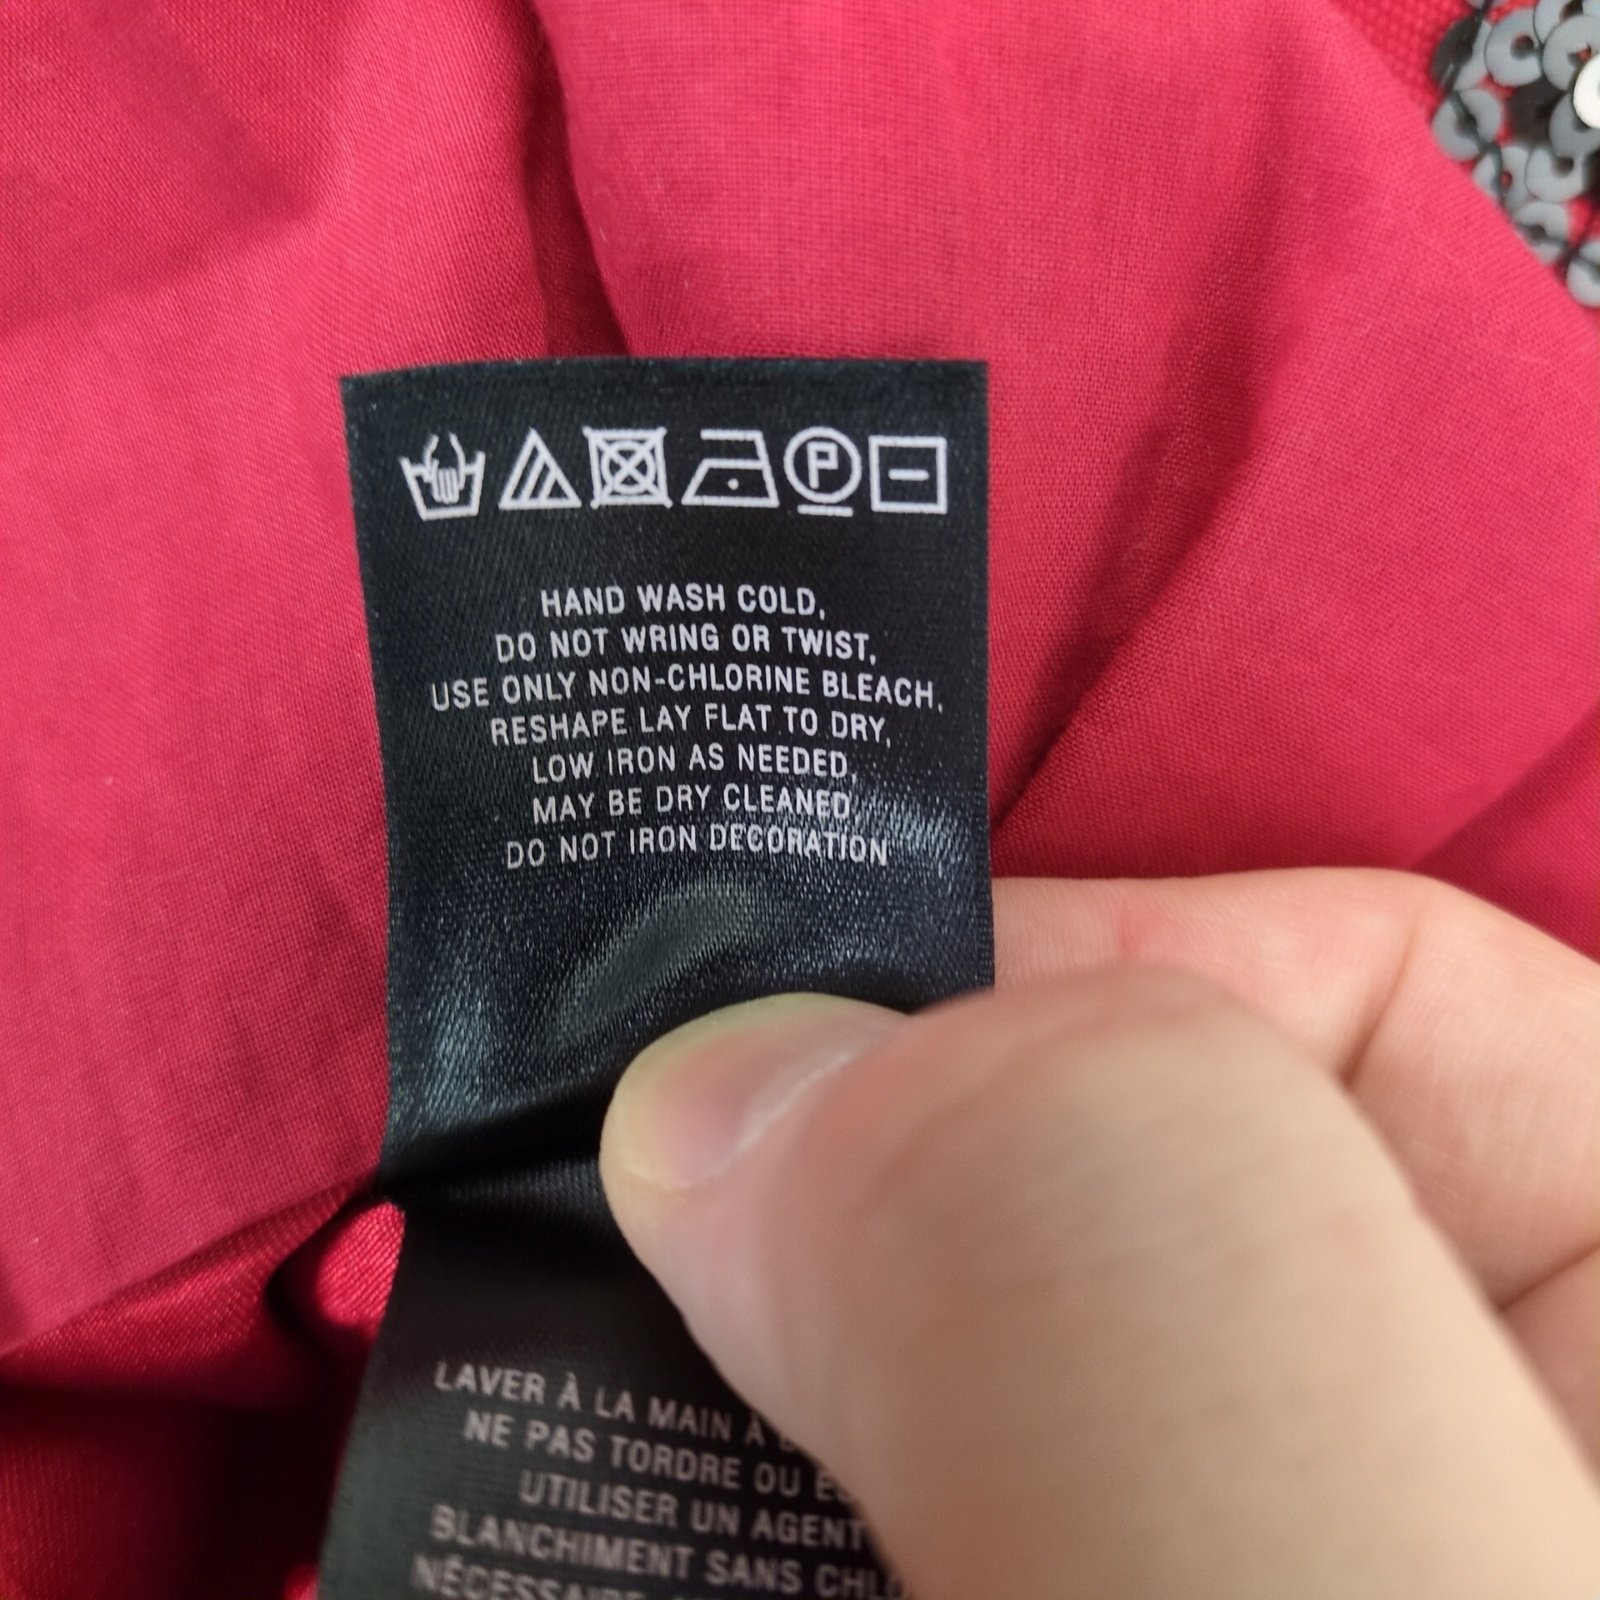 P
HAND WASH COLD,
DO NOT WRING OR TWIST,
USE ONLY NON-CHLORINE BLEACH,
RESHAPE LAY FLAT TO DRY,
LOW IRON AS NEEDED,
MAY BE DRY CLEANED,
DO NOT IRON DECORATION
LAVER À LA MAIN À
NE PAS TORDRE OU
UTILISER UN AGENT
BLANCHIMENT SANS